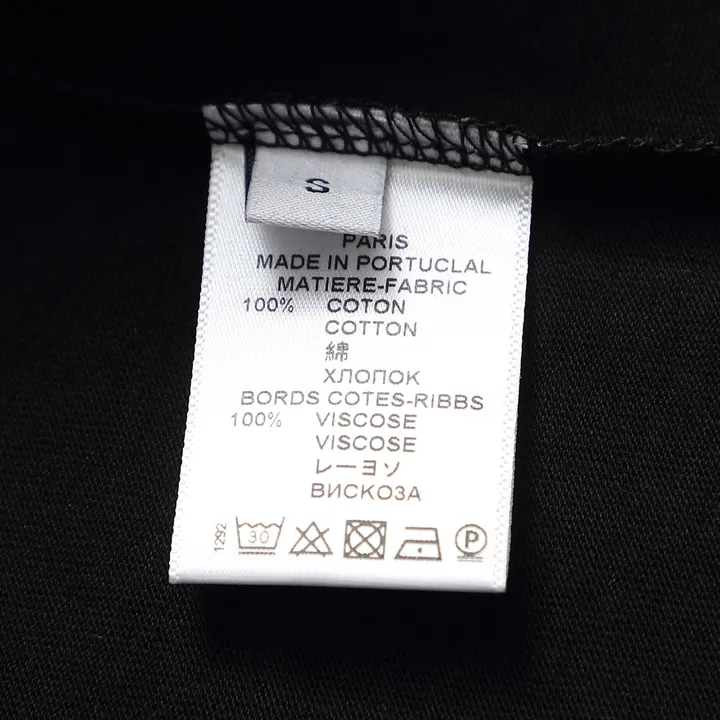 S
PARIS
MADE IN PORTUCLAL
MATIERE-FABRIC
100% COTON
COTTON
綿
ХЛОПОК
BORDS COTES-RIBBS
100% VISCOSE
VISCOSE
レーヨソ
ВИСКОЗА
1292 30 P